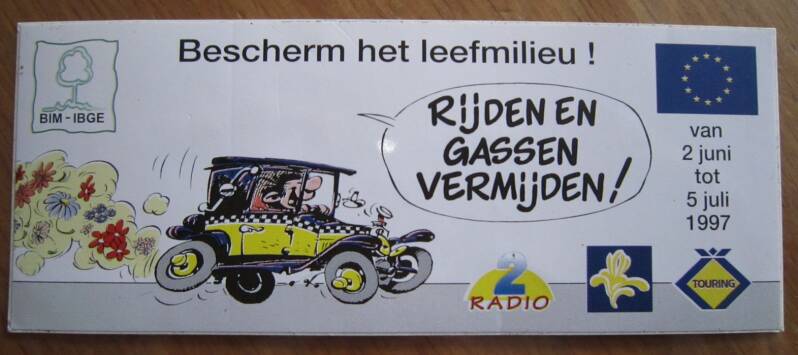 Bescherm het leefmilieu !
BIM - IBGE
RIJDEN EN
GASSEN
VERMIJDEN!
van
2 juni
tot
5 juli
1997
2
RADIO
TOURING